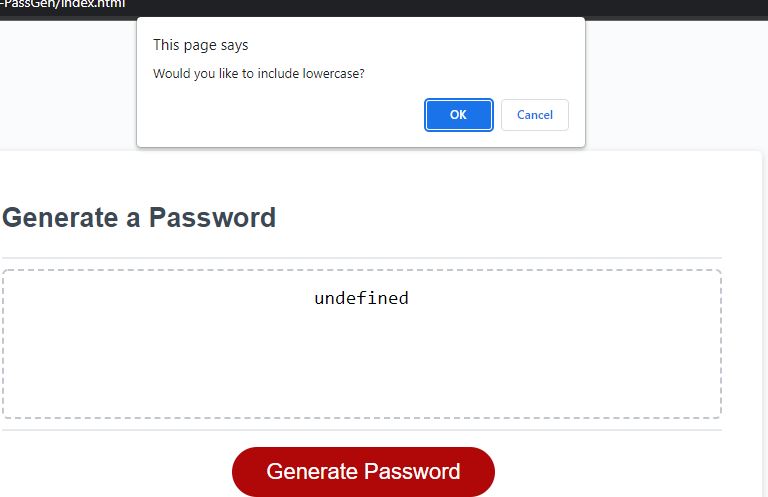 -PassGen/index.html
This page says
Would you like to include lowercase?
OK
Cancel
Generate a Password
undefined
Generate Password